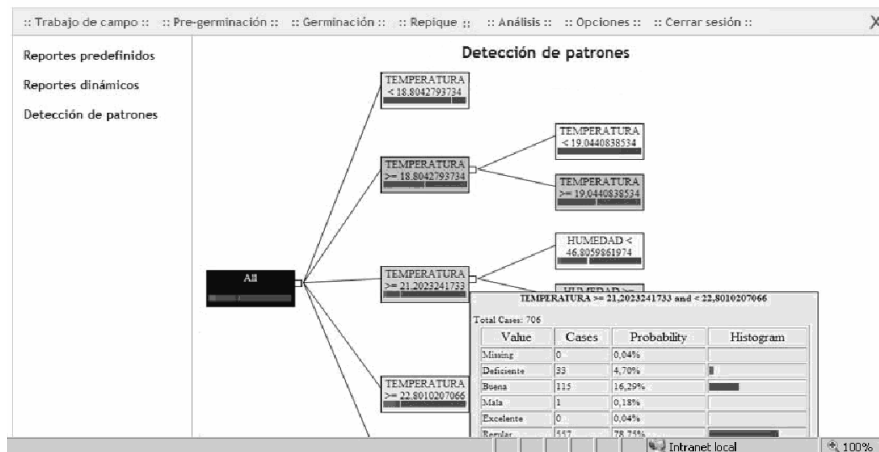 :: Trabajo de campo :: :: Pre-germinación :: :: Germinación :: :: Repique :: :: Análisis :: :: Opciones :: :: Cerrar sesión :: X
Reportes predefinidos
Reportes dinámicos
Detección de patrones
Detección de patrones
All
TEMPERATURA
< 18.8042793734
TEMPERATURA
>= 18.8042793734
TEMPERATURA
< 19.0440838534
TEMPERATURA
>= 19.0440838534
TEMPERATURA
>= 21,2023241733
HUMEDAD <
46,8059861974
HUMEDAD >=
TEMPERATURA
>= 22,8010207066
TEMPERATURA >= 21,2023241733 and < 22,8010207066
Total Cases: 706
Value Cases Probability Histogram
Missing 0 0,04%
Deficiente 33 4,70%
Buena 115 16,29%
Mala 1 0,18%
Excelente 0 0,04%
Regular 557 78,75%
Intranet local 100%